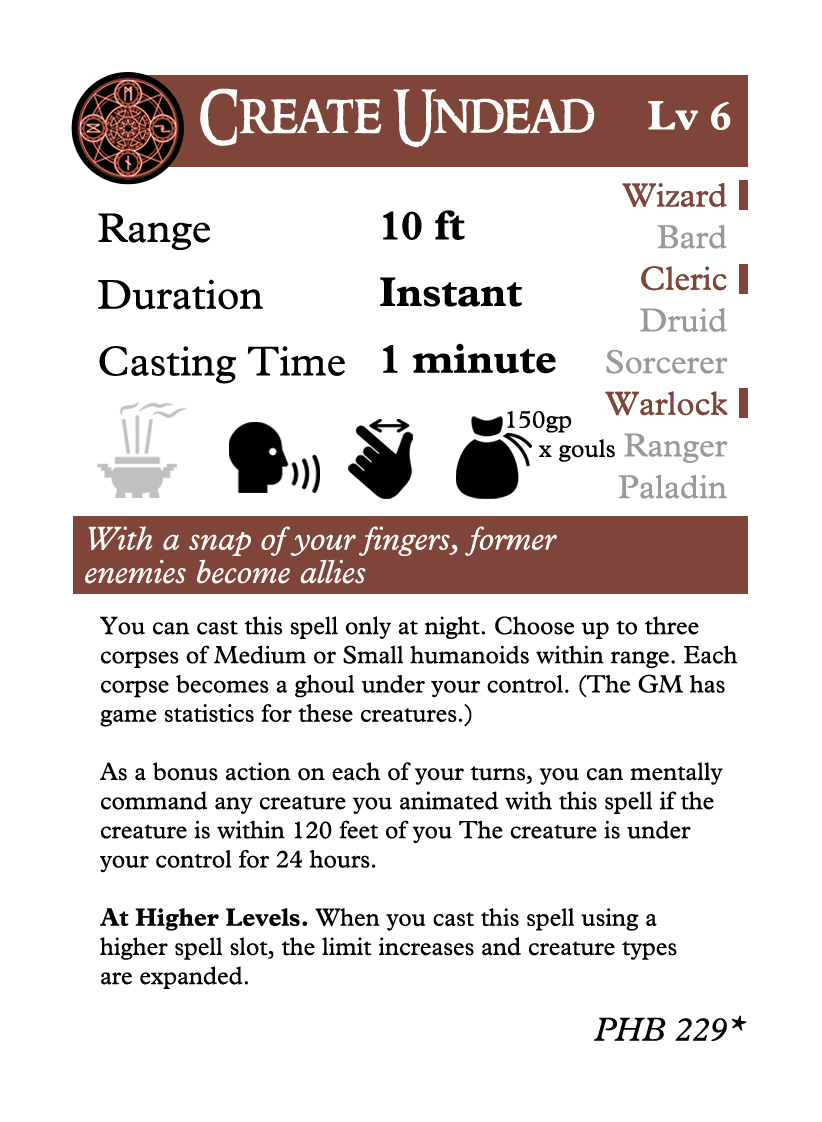 Create Undead Lv 6
Wizard
Range 10 ft
Bard
Cleric
Duration Instant
Druid
Casting Time 1 minute
Sorcerer
Warlock
150gp
x gouls
Ranger
Paladin
With a snap of your fingers, former
enemies become allies
You can cast this spell only at night. Choose up to three
corpses of Medium or Small humanoids within range. Each
corpse becomes a ghoul under your control. (The GM has
game statistics for these creatures.)
As a bonus action on each of your turns, you can mentally
command any creature you animated with this spell if the
creature is within 120 feet of you The creature is under
your control for 24 hours.
At Higher Levels. When you cast this spell using a
higher spell slot, the limit increases and creature types
are expanded.
PHB 229*